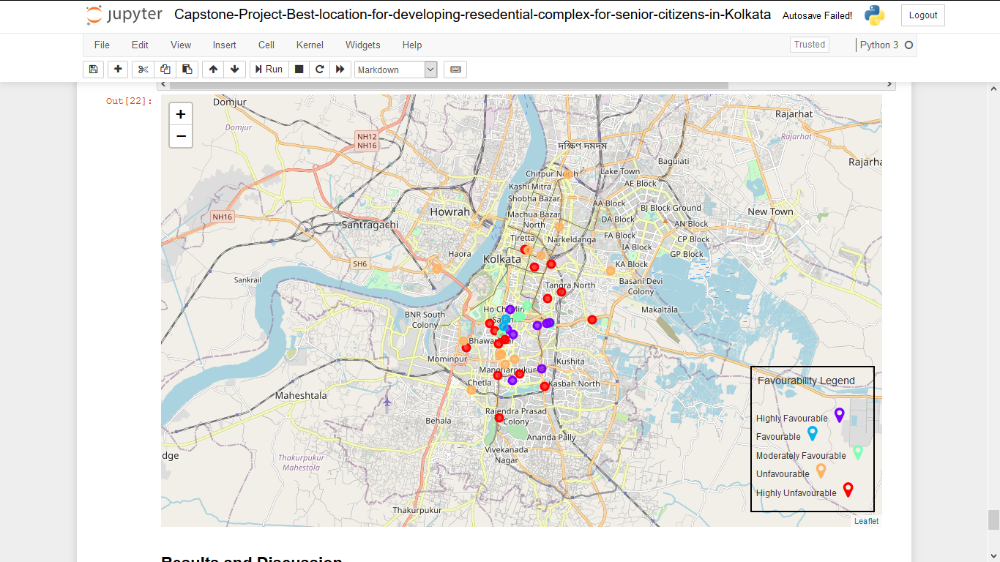 jupyter Capstone-Project-Best-location-for-developing-resedential-complex-for-senior-citizens-in-Kolkata Autosave Failed! Logout
File Edit View Insert Cell Kernel Widgets Help Trusted Python 3
Run Markdown
Out[22]:
+
−
Domjur
Domjur
NH12
NH16
Rajarhat
Rajarhat
দক্ষিণ দমদম
Rajarha
Baguiati
Chitpur North
Lake Town
Kashi Mitra
AE Block
Shobha Bazar
AA Block
BJ Block Ground
Howrah
New Town
NH16
Machua Bazar
North
DA Block
AN Block
Santragachi
Tiretta
Narkeldanga
FA Block
CP Block
IA Block
GP Block
Haora
Kolkata
SH6
KA Block
Sankrail
Tangra North
Basani Devi
Colony
Ho Chi Min
Makaltala
BNR South
Colony
Mominpur
Kushita
Manoharpukur
Chetla
Kasbah North
Maheshtala
Rajendra Prasad
Colony
Behala
Ananda Pally
Vivekananda
Nagar
dge
Thakurpukur
Mahestola
Thakurpukur
Favourability Legend
Highly Favourable
Favourable
Moderately Favourable
Unfavourable
Highly Unfavourable
Leaflet
Results and Discussion